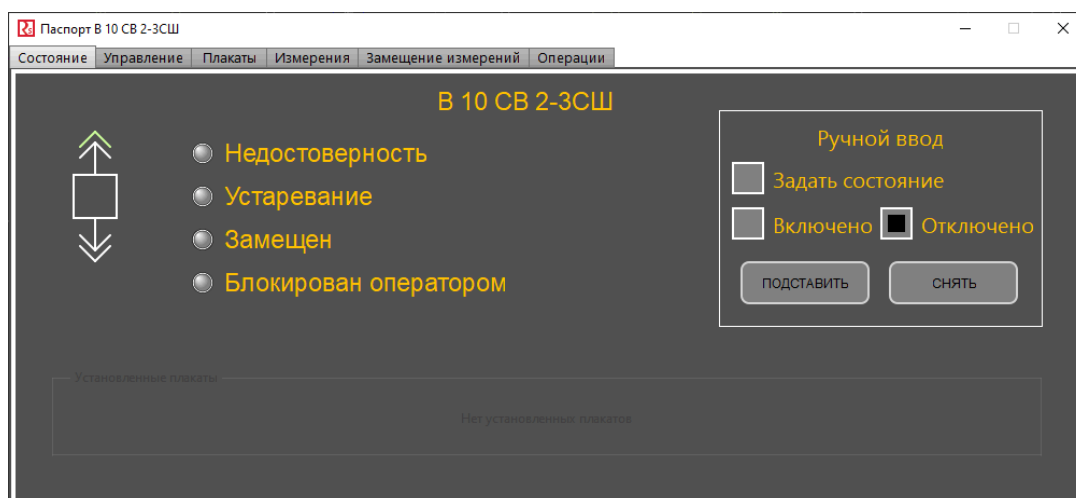 Паспорт В 10 СВ 2-3СШ
Состояние Управление Плакаты Измерения Замещение измерений Операции
В 10 СВ 2-3СШ
Недостоверность
Устаревание
Замещен
Блокирован оператором
Ручной ввод
Задать состояние
Включено Отключено
ПОДСТАВИТЬ СНЯТЬ
Установленные плакаты
Нет установленных плакатов